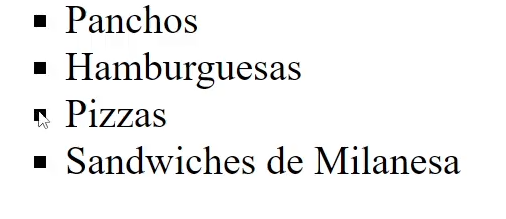 Panchos
Hamburguesas
Pizzas
Sandwiches de Milanesa